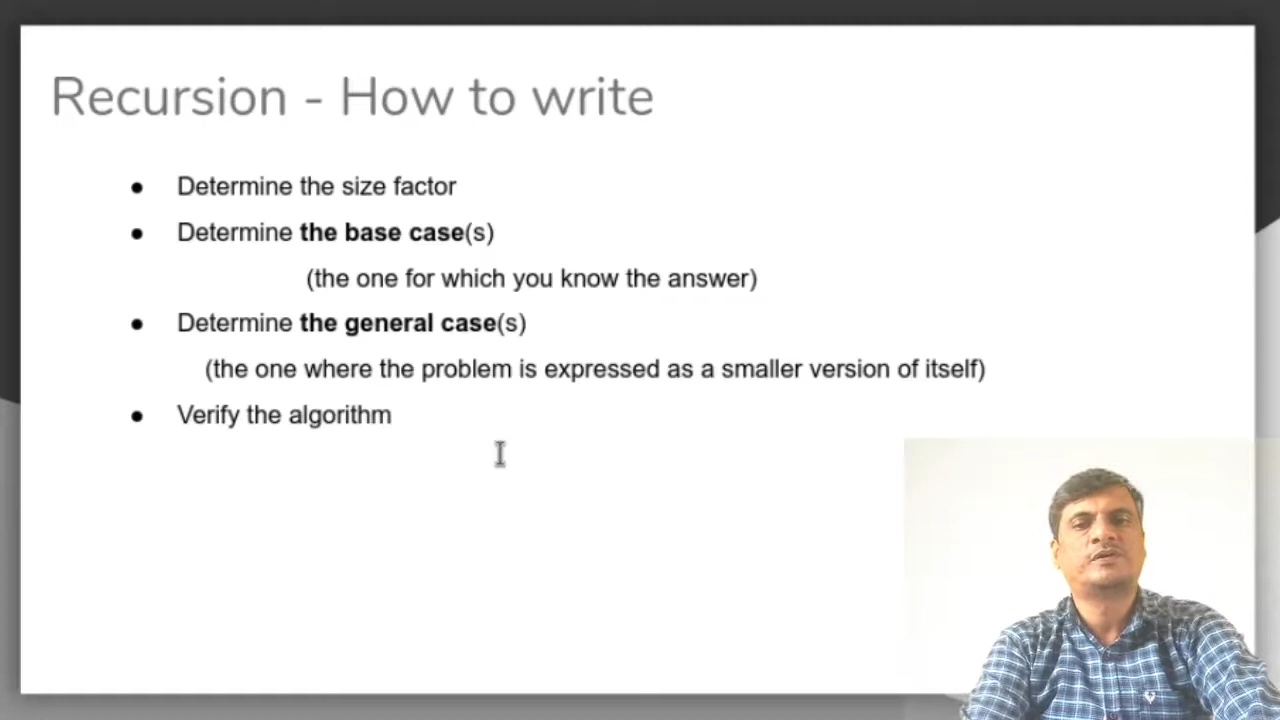 Recursion - How to write
● Determine the size factor
● Determine the base case(s)
(the one for which you know the answer)
● Determine the general case(s)
(the one where the problem is expressed as a smaller version of itself)
● Verify the algorithm